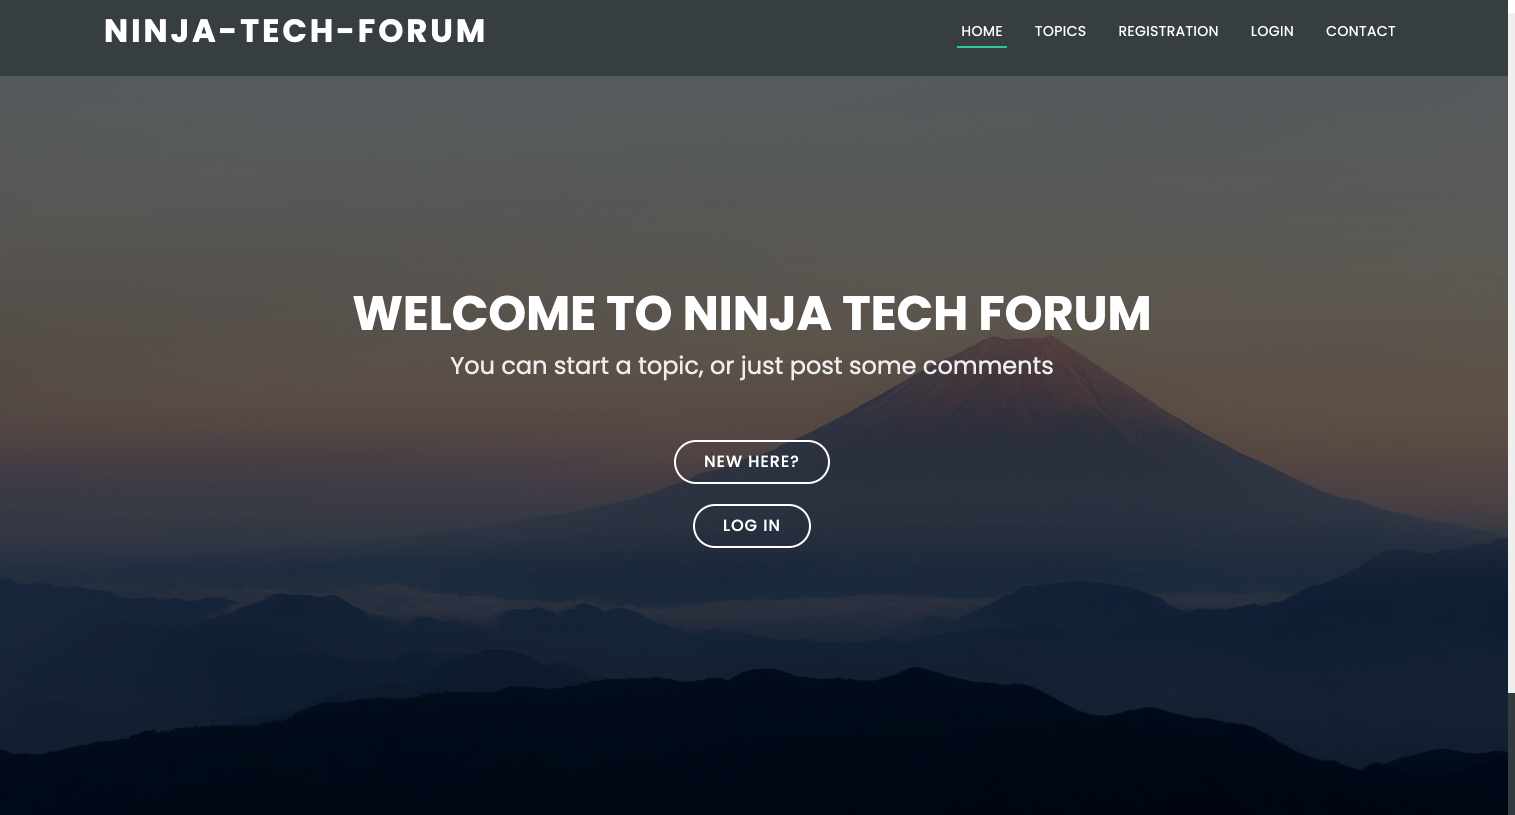 NINJA-TECH-FORUM
HOME TOPICS REGISTRATION LOGIN CONTACT
WELCOME TO NINJA TECH FORUM
You can start a topic, or just post some comments
NEW HERE?
LOG IN